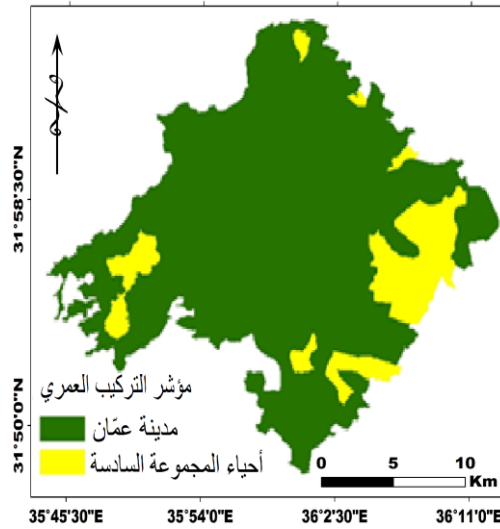 31°58'30"N
31°50'0"N
مؤشر التركيب العمري
مدينة عمّان
أحياء المجموعة السادسة
0 5 10
Km
35°45'30"E 35°54'0"E 36°2'30"E 36°11'0"E